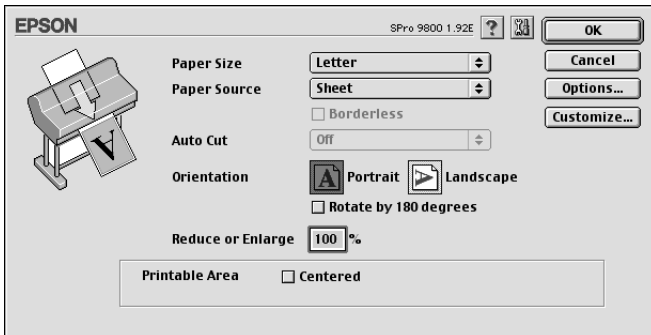 EPSON SPro 9800 1.92E ? OK
Paper Size Letter Cancel
Paper Source Sheet Options...
Borderless Customize...
Auto Cut Off
Orientation A Portrait A Landscape
Rotate by 180 degrees
Reduce or Enlarge 100 %
Printable Area Centered
A